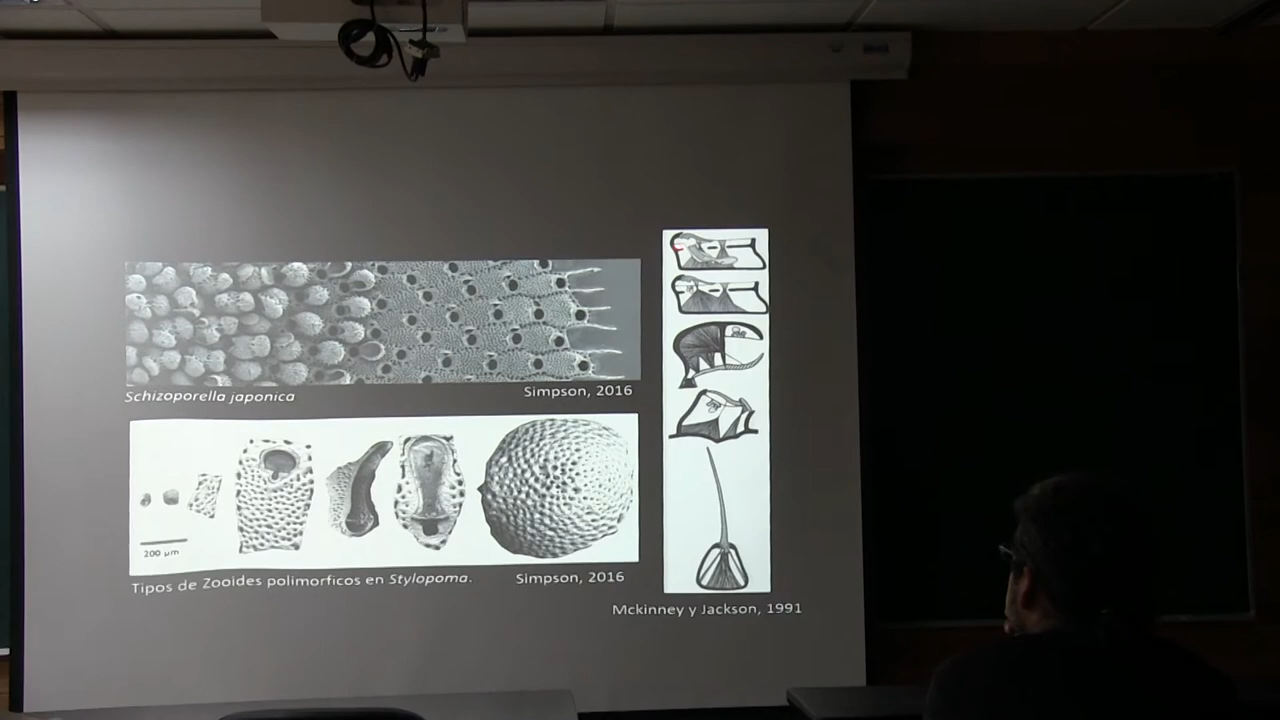 Schizoporella japonica
Simpson, 2016
200 µm
Tipos de Zooides polimorficos en Stylopoma.
Simpson, 2016
Mckinney y Jackson, 1991